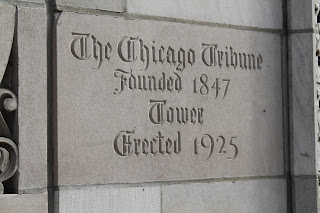 The Chicago Tribune
Founded 1847
Tower
Erected 1925